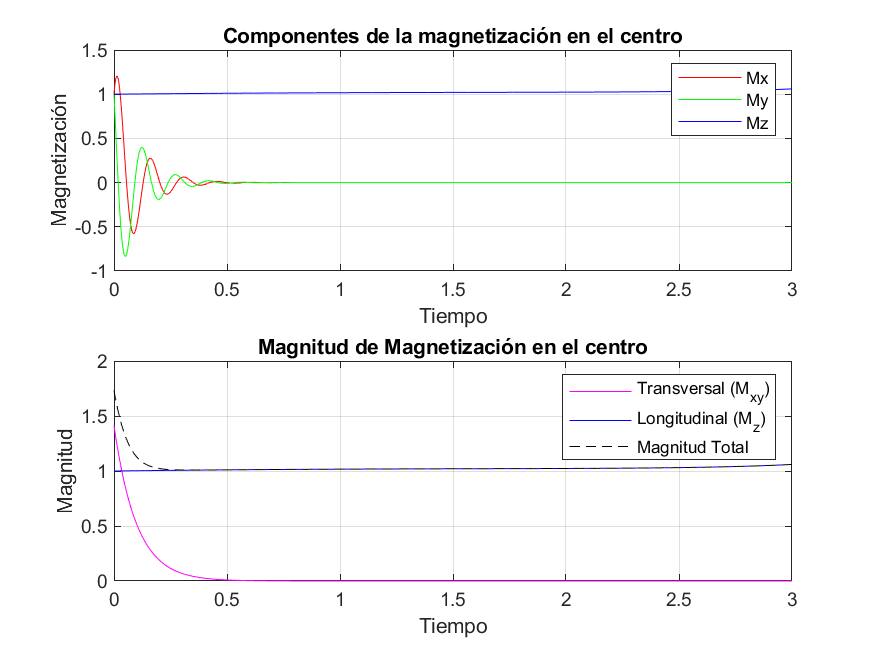 Componentes de la magnetización en el centro
1.5
1
0.5
0
-0.5
-1
Magnetización
Mx
My
Mz
0
0.5
1
1.5
2
2.5
3
Tiempo
Magnitud de Magnetización en el centro
2
1.5
1
0.5
0
Magnitud
Transversal (M_xy)
Longitudinal (M_z)
Magnitud Total
0
0.5
1
1.5
2
2.5
3
Tiempo